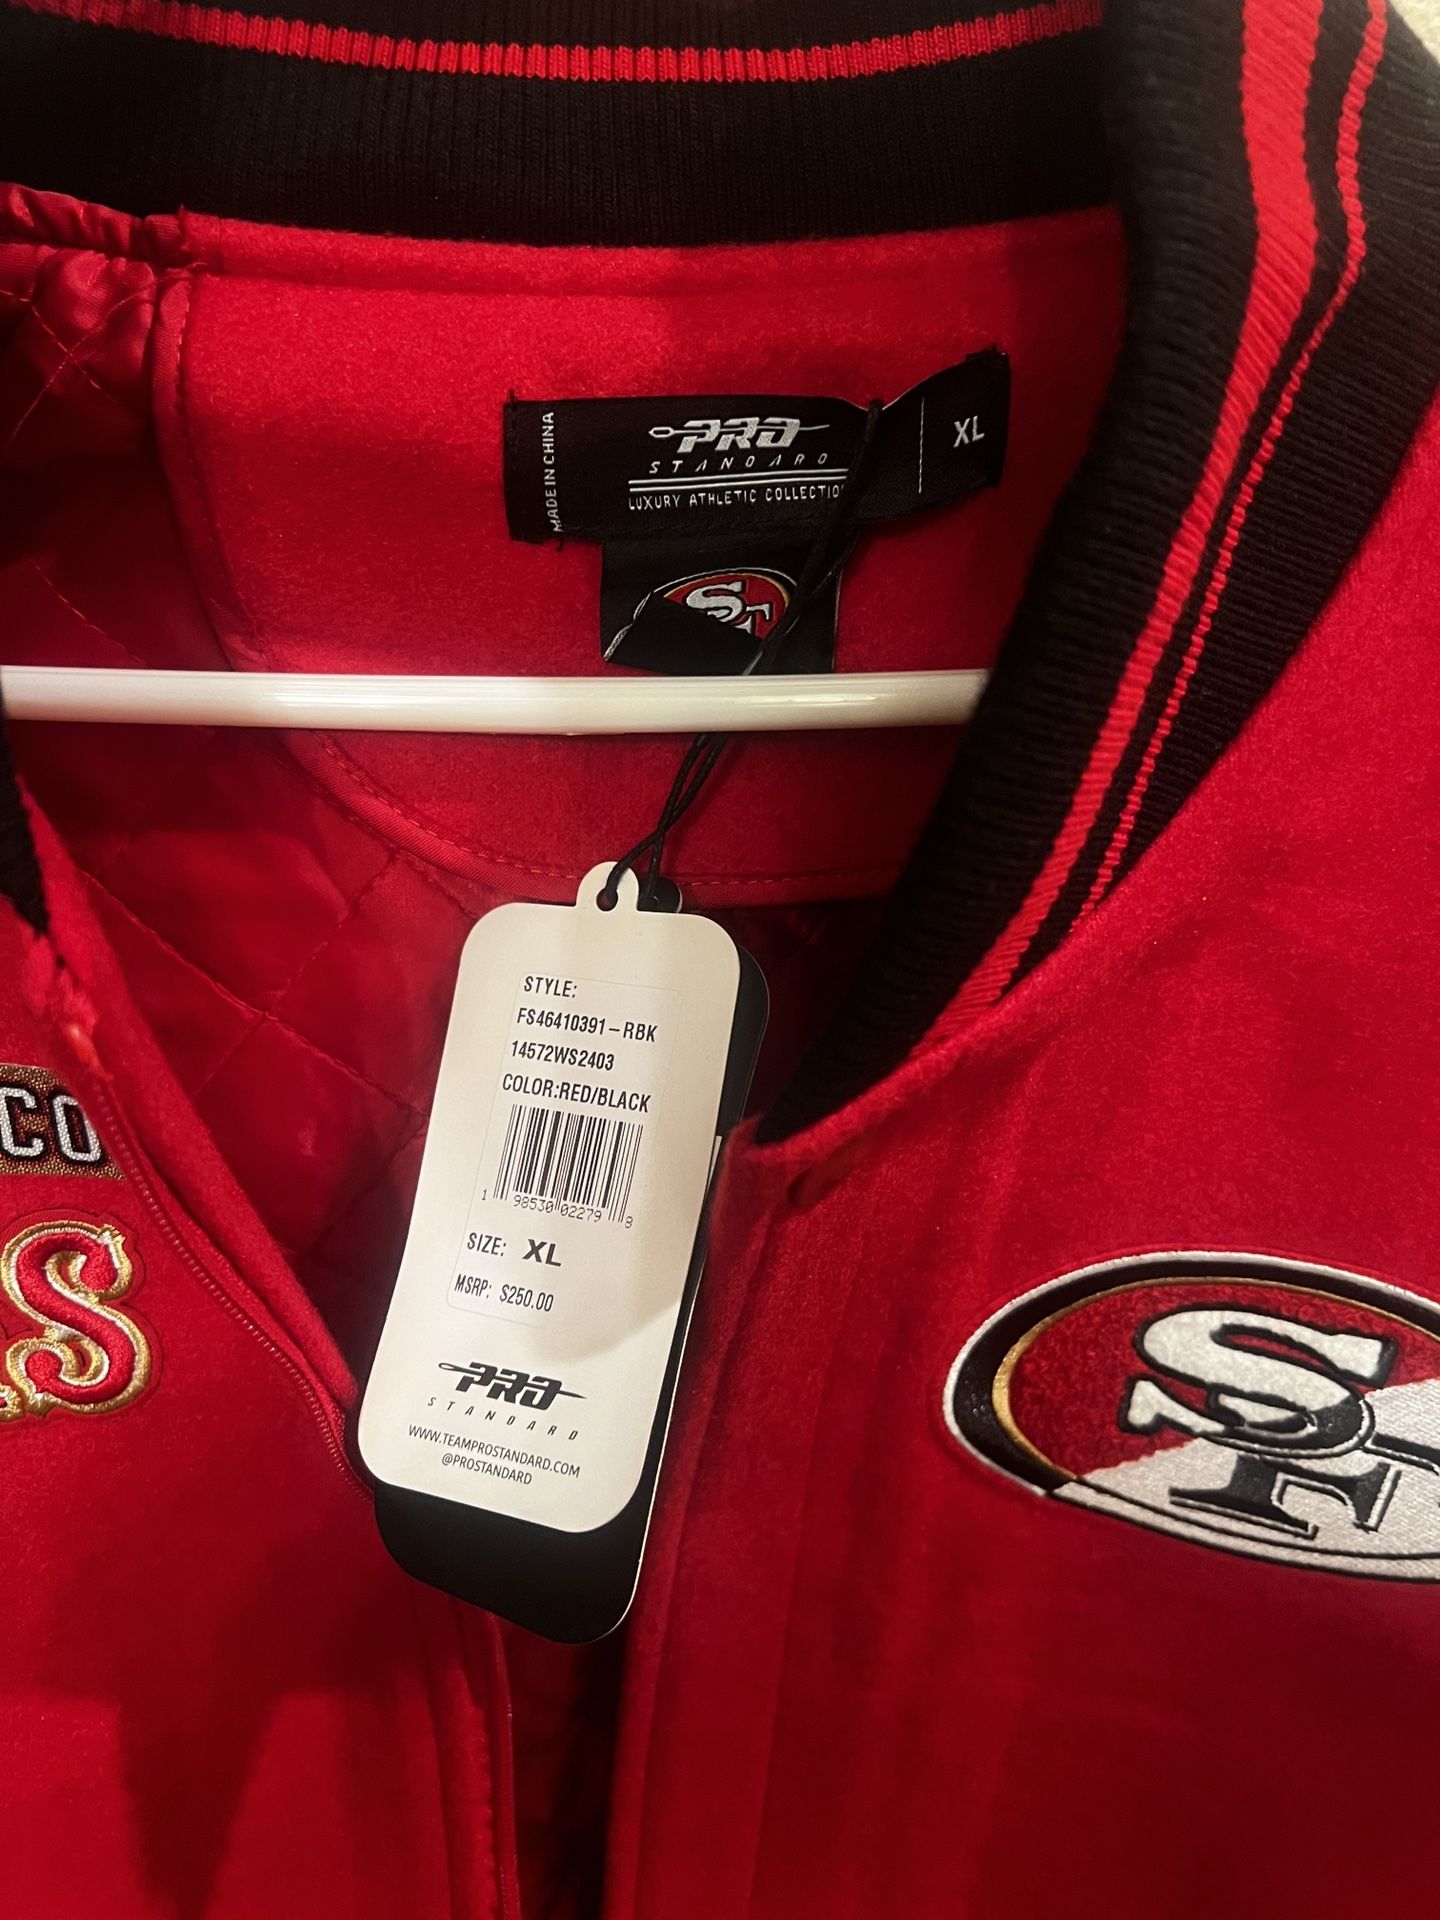 MADE IN CHINA
PRO
STANDARD
LUXURY ATHLETIC COLLECTIO
XL
SF
STYLE:
FS46410391-RBK
14572WS2403
COLOR:RED/BLACK
1 98530 02279 8
SIZE: XL
MSRP: $250.00
PRO
STANDARD
WWW.TEAMPROSTANDARD.COM
@PROSTANDARD
CO
S
SF